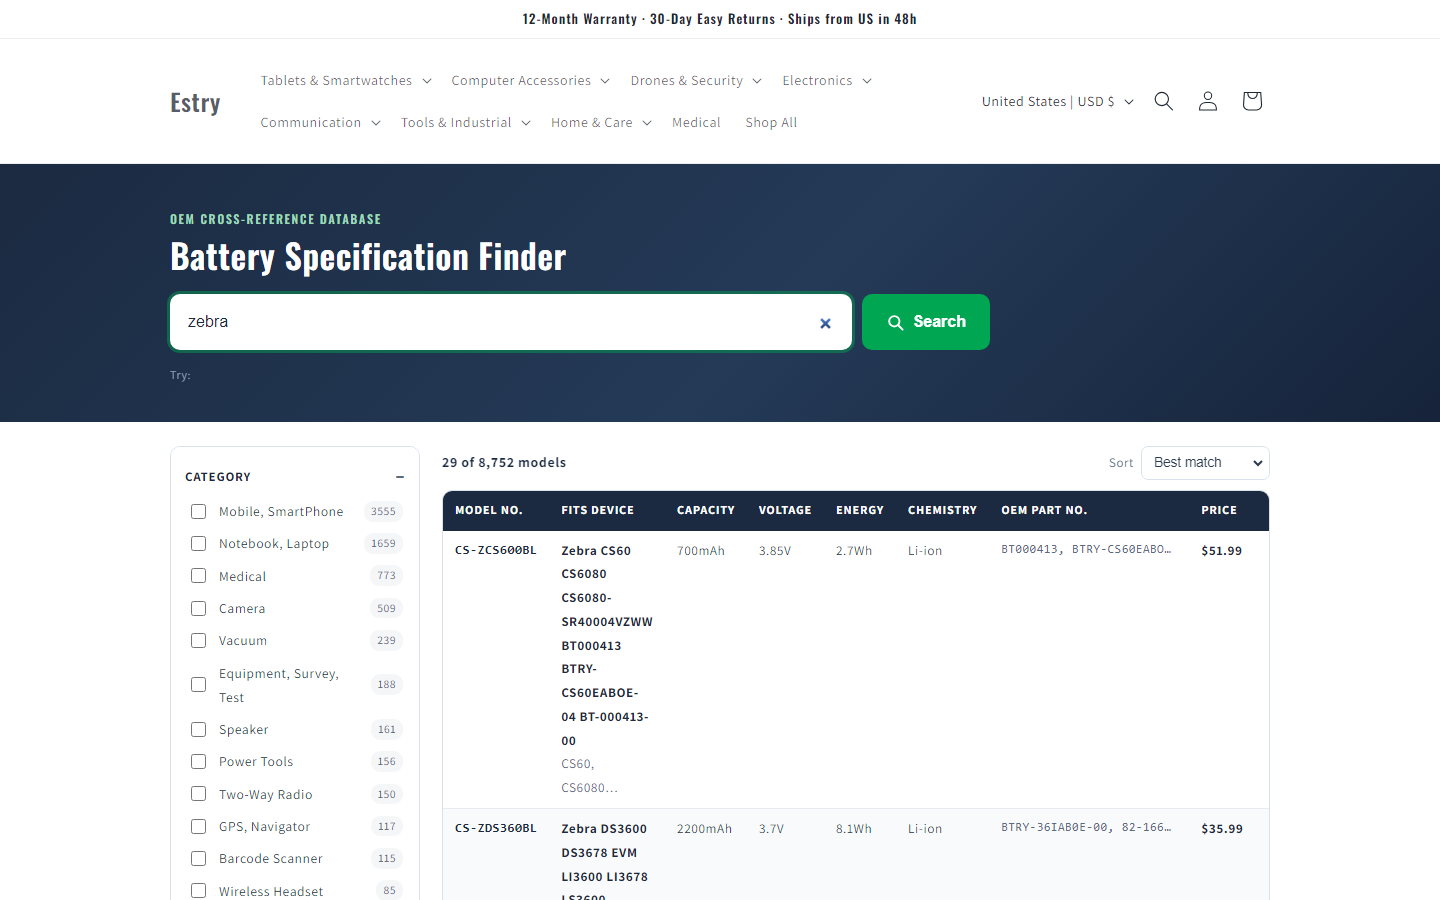 12-Month Warranty · 30-Day Easy Returns · Ships from US in 48h
Estry
Tablets & Smartwatches
Computer Accessories
Drones & Security
Electronics
Communication
Tools & Industrial
Home & Care
Medical
Shop All
United States | USD $
OEM CROSS-REFERENCE DATABASE
Battery Specification Finder
zebra
Search
Try:
CATEGORY
Mobile, SmartPhone 3555
Notebook, Laptop 1659
Medical 773
Camera 509
Vacuum 239
Equipment, Survey,
Test 188
Speaker 161
Power Tools 156
Two-Way Radio 150
GPS, Navigator 117
Barcode Scanner 115
Wireless Headset 85
29 of 8,752 models
Sort Best match
MODEL NO. FITS DEVICE CAPACITY VOLTAGE ENERGY CHEMISTRY OEM PART NO. PRICE
CS-ZCS600BL Zebra CS60 700mAh 3.85V 2.7Wh Li-ion BT000413, BTRY-CS60EABO… $51.99
CS6080
CS6080-
SR40004VZWW
BT000413
BTRY-
CS60EABOE-
04 BT-000413-
00
CS60,
CS6080…
CS-ZDS360BL Zebra DS3600 2200mAh 3.7V 8.1Wh Li-ion BTRY-36IAB0E-00, 82-166… $35.99
DS3678 EVM
LI3600 LI3678
LS3600